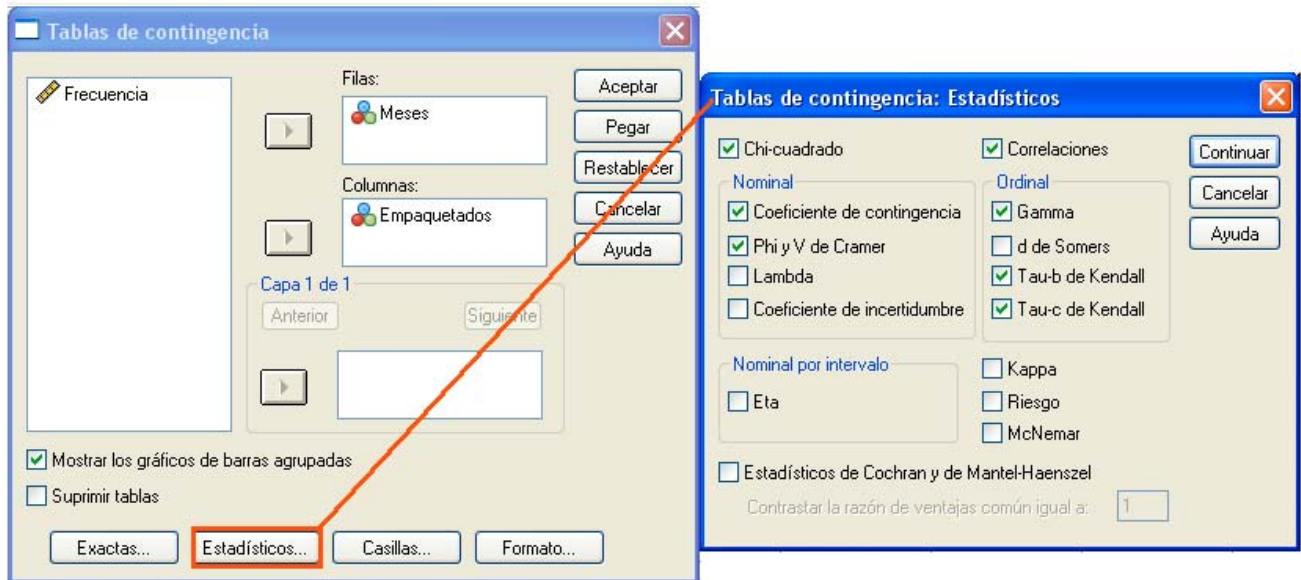 Tablas de contingencia
Frecuencia
Filas:
Meses
Columnas:
Empaquetados
Capa 1 de 1
Anterior
Siguiente
Aceptar
Pegar
Restablecer
Cancelar
Ayuda
Mostrar los gráficos de barras agrupadas
Suprimir tablas
Exactas...
Estadísticos...
Casillas...
Formato...
Tablas de contingencia: Estadísticos
Chi-cuadrado
Correlaciones
Nominal
Coeficiente de contingencia
Phi y V de Cramer
Lambda
Coeficiente de incertidumbre
Ordinal
Gamma
d de Somers
Tau-b de Kendall
Tau-c de Kendall
Nominal por intervalo
Eta
Kappa
Riesgo
McNemar
Estadísticos de Cochran y de Mantel-Haenszel
Contrastar la razón de ventajas común igual a:
1
Continuar
Cancelar
Ayuda